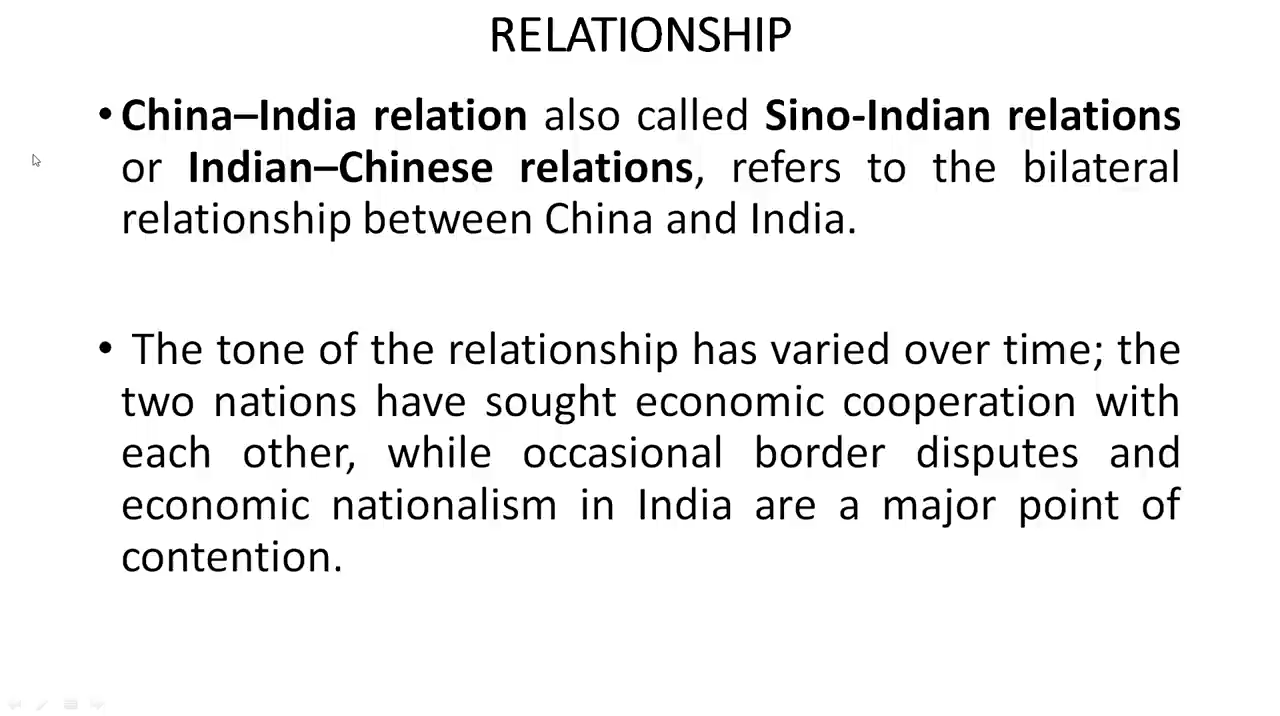 RELATIONSHIP
• China–India relation also called Sino-Indian relations
or Indian–Chinese relations, refers to the bilateral
relationship between China and India.
• The tone of the relationship has varied over time; the
two nations have sought economic cooperation with
each other, while occasional border disputes and
economic nationalism in India are a major point of
contention.